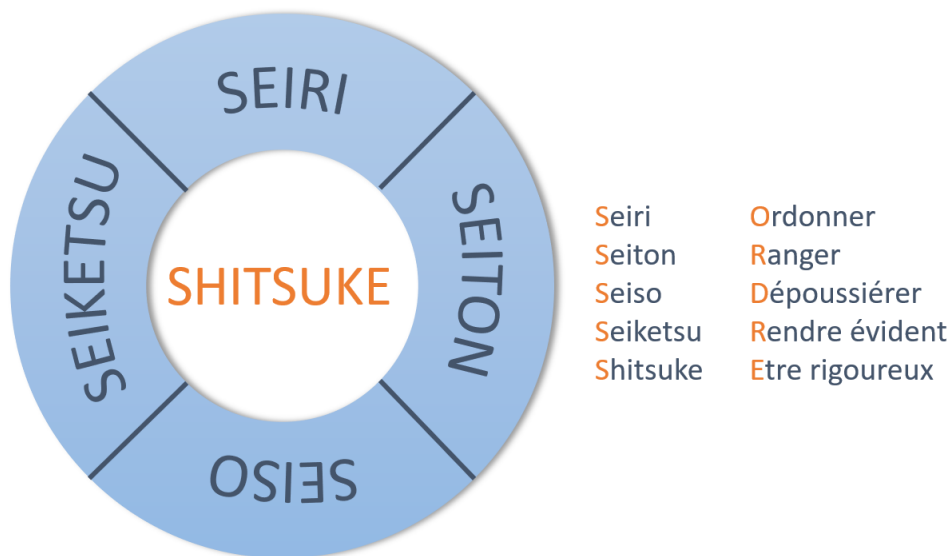 SEIRI
SEITON
SEISO
SEIKETSU
SHITSUKE
Seiri Ordonner
Seiton Ranger
Seiso Dépoussiérer
Seiketsu Rendre évident
Shitsuke Etre rigoureux